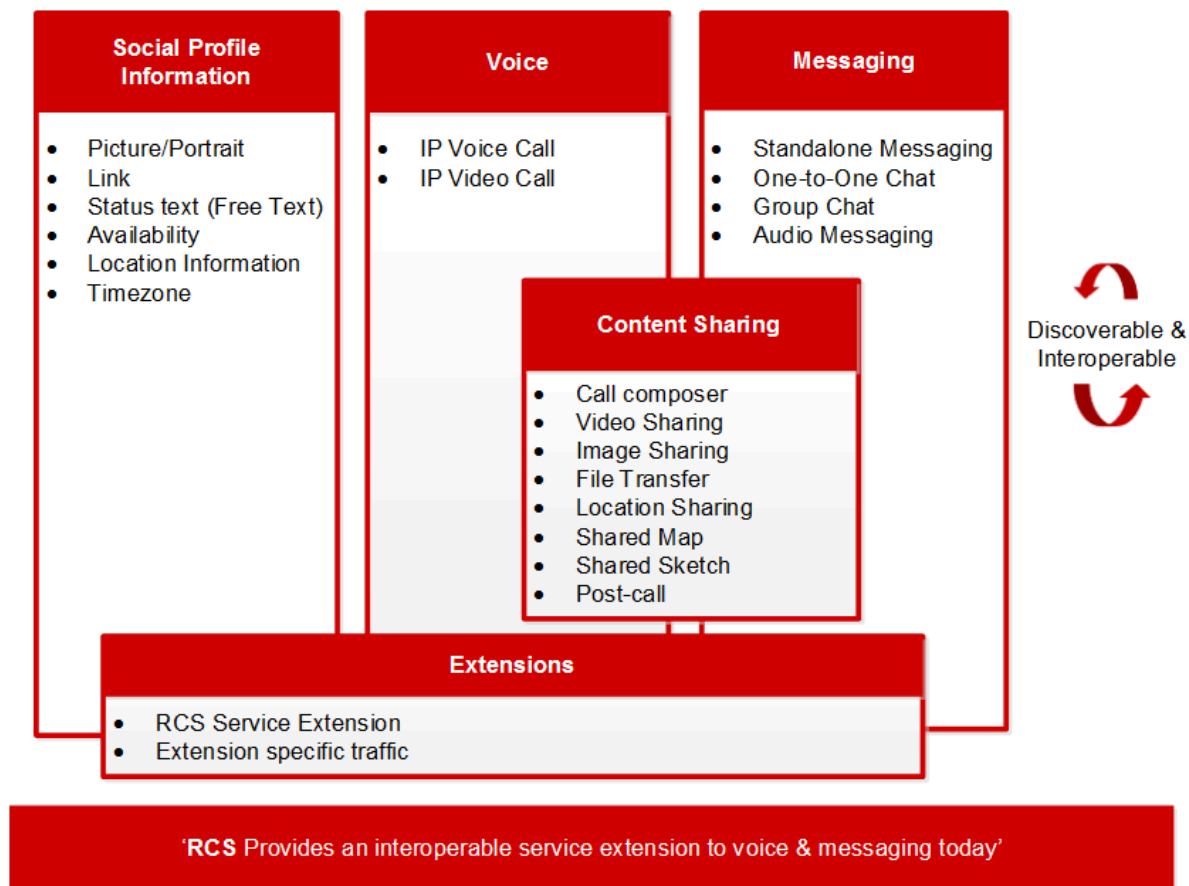 Social Profile
Information
• Picture/Portrait
• Link
• Status text (Free Text)
• Availability
• Location Information
• Timezone
Voice
• IP Voice Call
• IP Video Call
Messaging
• Standalone Messaging
• One-to-One Chat
• Group Chat
• Audio Messaging
Content Sharing
• Call composer
• Video Sharing
• Image Sharing
• File Transfer
• Location Sharing
• Shared Map
• Shared Sketch
• Post-call
Discoverable &
Interoperable
Extensions
• RCS Service Extension
• Extension specific traffic
‘RCS Provides an interoperable service extension to voice & messaging today’